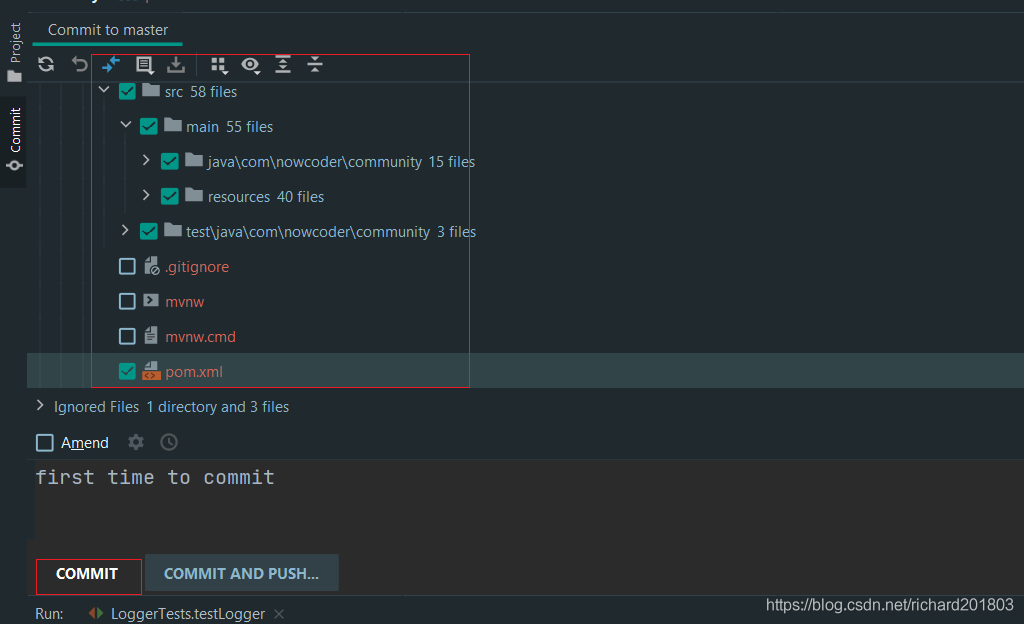 Commit to master
Project
Commit
src 58 files
main 55 files
java\com\nowcoder\community 15 files
resources 40 files
test\java\com\nowcoder\community 3 files
.gitignore
mvnw
mvnw.cmd
pom.xml
Ignored Files 1 directory and 3 files
Amend
first time to commit
COMMIT
COMMIT AND PUSH...
Run: LoggerTests.testLogger
https://blog.csdn.net/richard201803